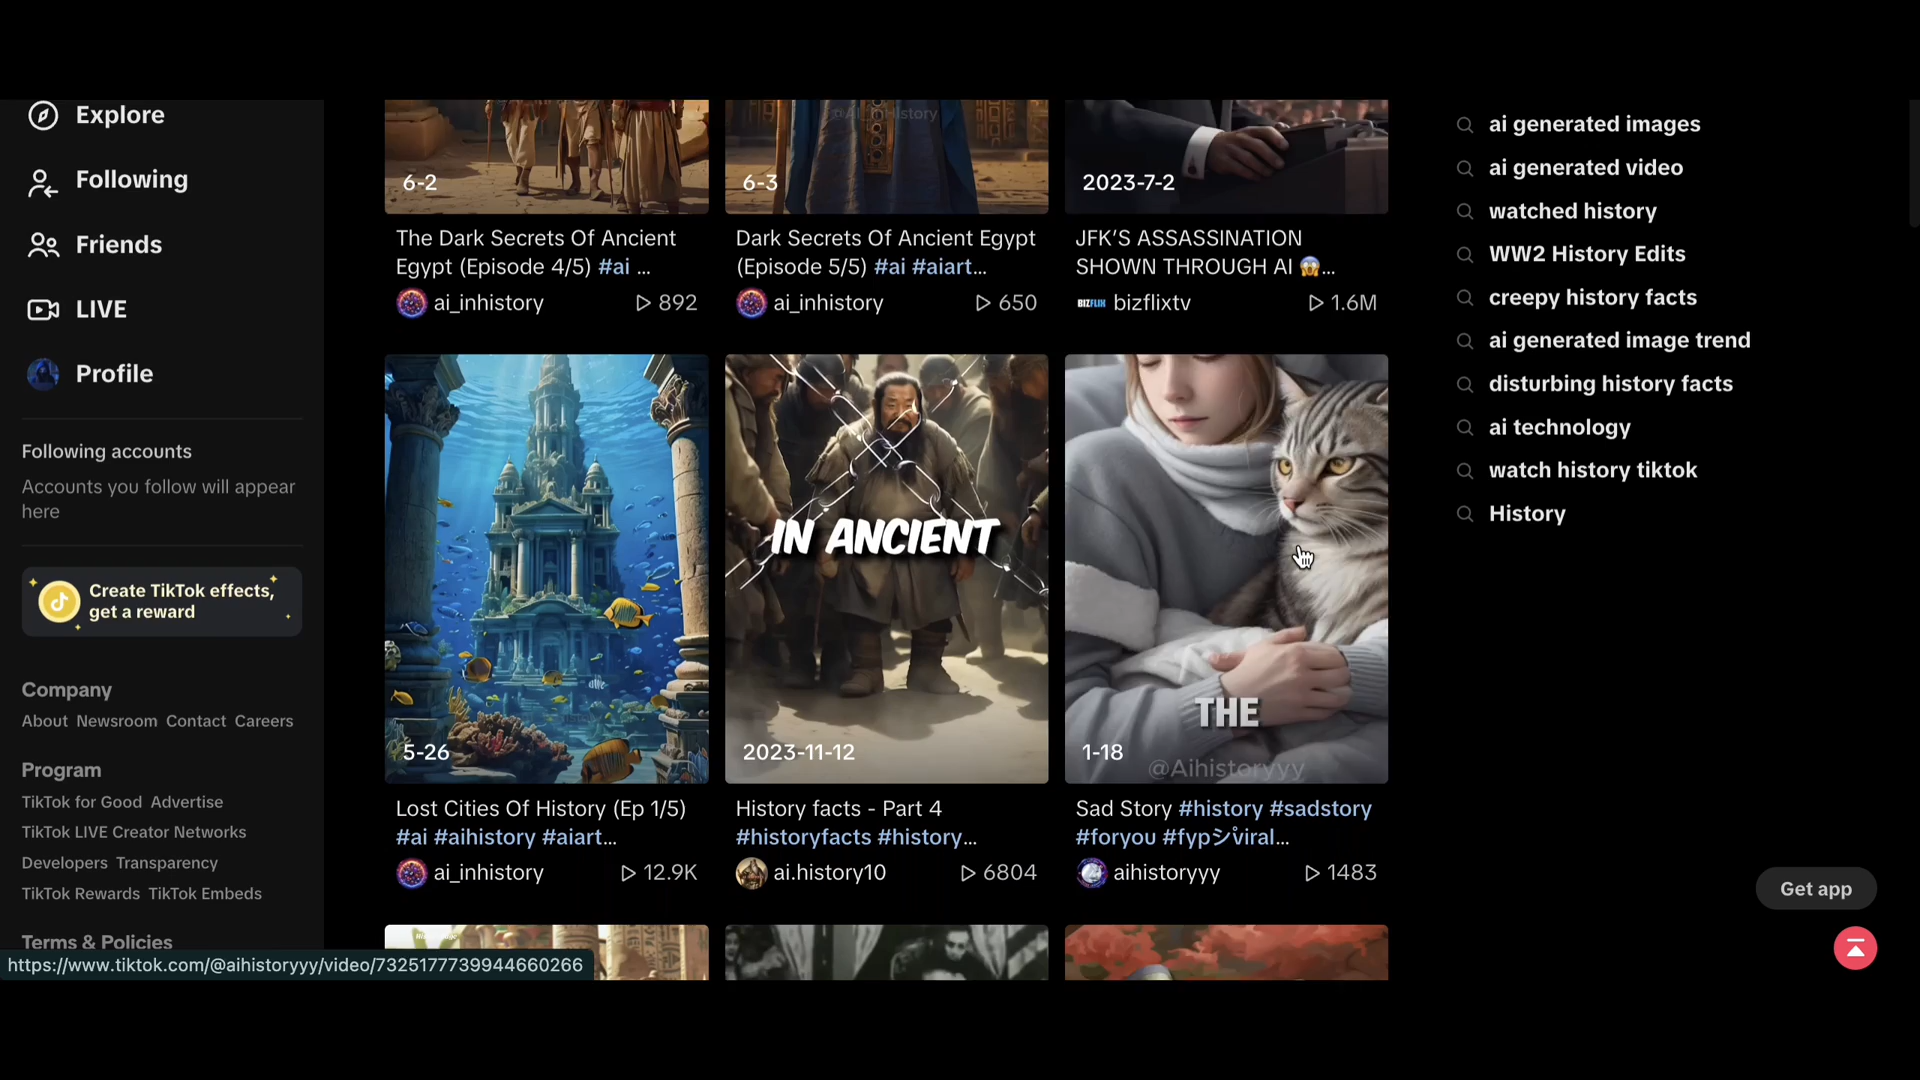 Explore
Following
Friends
LIVE
Profile
Following accounts
Accounts you follow will appear
here
Create TikTok effects,
get a reward
Company
About Newsroom Contact Careers
Program
TikTok for Good Advertise
TikTok LIVE Creator Networks
Developers Transparency
TikTok Rewards TikTok Embeds
Terms & Policies
https://www.tiktok.com/@aihistoryyy/video/7325177739944660266
6-2
The Dark Secrets Of Ancient
Egypt (Episode 4/5) #ai ...
ai_inhistory 892
6-3
Dark Secrets Of Ancient Egypt
(Episode 5/5) #ai #aiart...
ai_inhistory 650
2023-7-2
JFK'S ASSASSINATION
SHOWN THROUGH AI 😱...
BIZFLIX bizflixtv 1.6M
5-26
Lost Cities Of History (Ep 1/5)
#ai #aihistory #aiart...
ai_inhistory 12.9K
IN ANCIENT
2023-11-12
History facts - Part 4
#historyfacts #history...
ai.history10 6804
THE
1-18
@Aihistoryyy
Sad Story #history #sadstory
#foryou #fypシ゚viral...
aihistoryyy 1483
ai generated images
ai generated video
watched history
WW2 History Edits
creepy history facts
ai generated image trend
disturbing history facts
ai technology
watch history tiktok
History
Get app